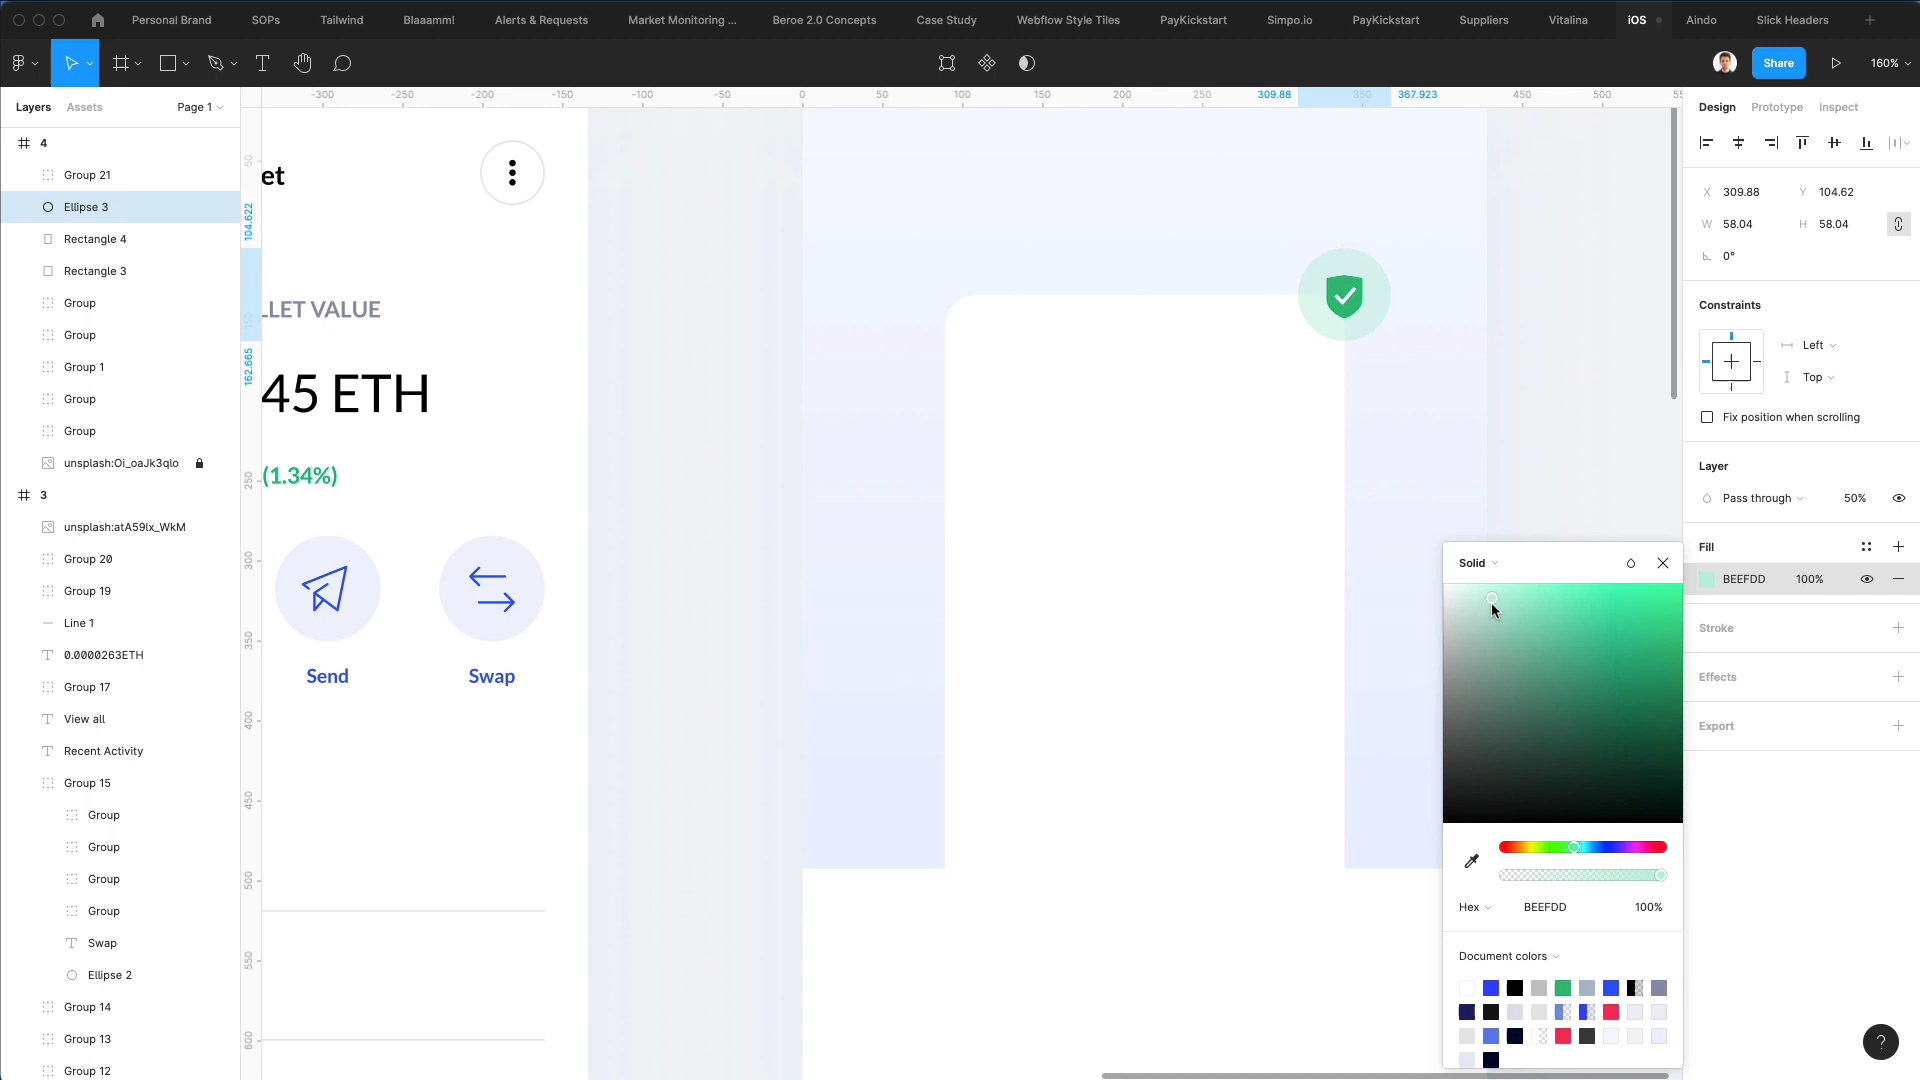 Personal Brand SOPs Tailwind Blaaamm! Alerts & Requests Market Monitoring ... Beroe 2.0 Concepts Case Study Webflow Style Tiles PayKickstart Simpo.io PayKickstart Suppliers Vitalina iOS Aindo Slick Headers
Share 160%
Layers Assets Page 1
-300 -250 -200 -150 -100 -50 0 50 100 150 200 250 309.88 350 367.923 450 500
Design Prototype Inspect
4
Group 21
Ellipse 3
Rectangle 4
Rectangle 3
Group
Group
Group 1
Group
Group
unsplash:Oi_oaJk3qlo
3
unsplash:atA59lx_WkM
Group 20
Group 19
Line 1
0.0000263ETH
Group 17
View all
Recent Activity
Group 15
Group
Group
Group
Group
Swap
Ellipse 2
Group 14
Group 13
Group 12
50
104.622
162.665
250
300
350
400
450
500
550
600
et
LLET VALUE
45 ETH
(1.34%)
Send
Swap
X 309.88 Y 104.62
W 58.04 H 58.04
0°
Constraints
Left
Top
Fix position when scrolling
Layer
Pass through 50%
Fill
BEEFDD 100%
Stroke
Effects
Export
Solid
Hex BEEFDD 100%
Document colors
?